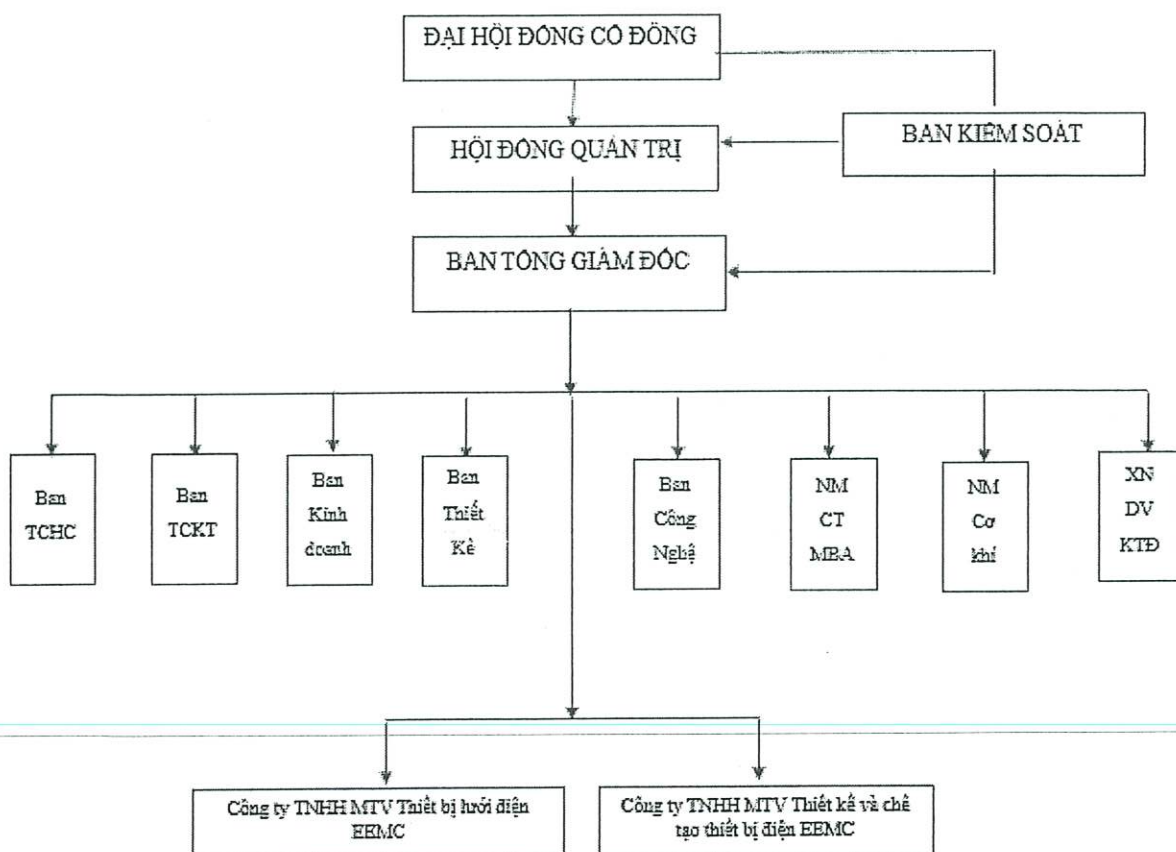 ĐẠI HỘI ĐỒNG CỔ ĐÔNG
HỘI ĐỒNG QUẢN TRỊ
BAN KIỂM SOÁT
BAN TỔNG GIÁM ĐỐC
Ban
TCHC
Ban
TCKT
Ban
Kinh
doanh
Ban
Thiết
Kế
Ban
Công
Nghệ
NM
CT
MBA
NM
Cơ
khí
XN
DV
KTĐ
Công ty TNHH MTV Thiết bị lưới điện
EEMC
Công ty TNHH MTV Thiết kế và chế
tạo thiết bị điện EEMC